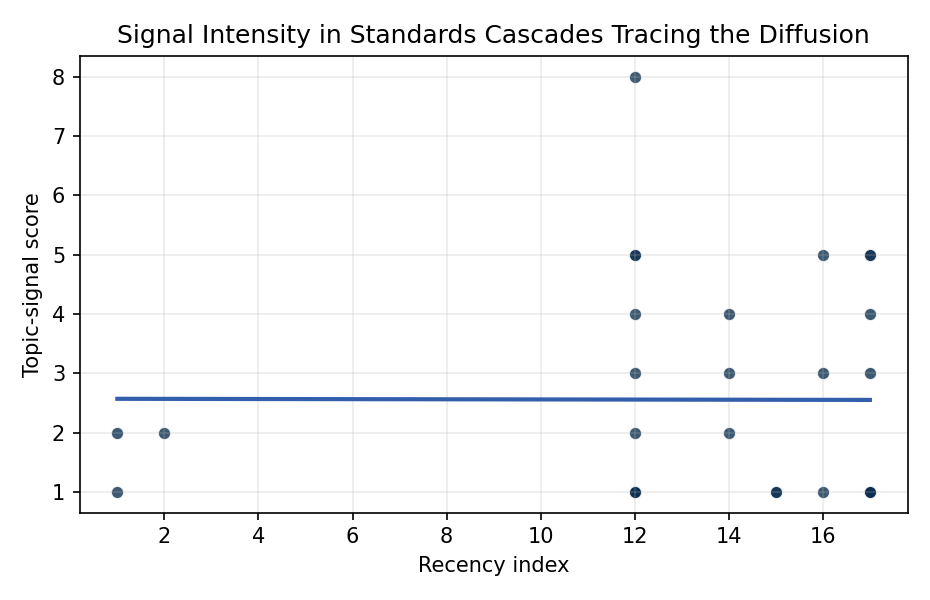 Signal Intensity in Standards Cascades Tracing the Diffusion
8
7
6
5
4
3
2
1
Topic-signal score
2 4 6 8 10 12 14 16
Recency index